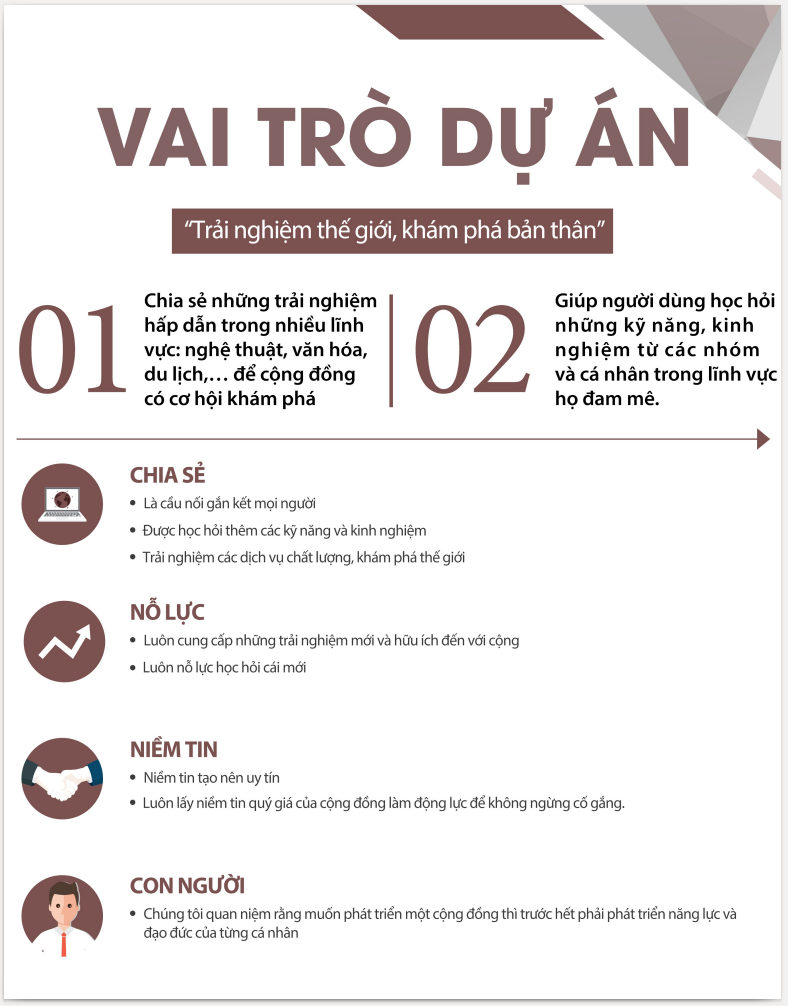 VAI TRÒ DỰ ÁN
“Trải nghiệm thế giới, khám phá bản thân”
01
Chia sẻ những trải nghiệm
hấp dẫn trong nhiều lĩnh
vực: nghệ thuật, văn hóa,
du lịch,… để cộng đồng
có cơ hội khám phá
02
Giúp người dùng học hỏi
những kỹ năng, kinh
nghiệm từ các nhóm
và cá nhân trong lĩnh vực
họ đam mê.
CHIA SẺ
• Là cầu nối gắn kết mọi người
• Được học hỏi thêm các kỹ năng và kinh nghiệm
• Trải nghiệm các dịch vụ chất lượng, khám phá thế giới
NỖ LỰC
• Luôn cung cấp những trải nghiệm mới và hữu ích đến với cộng
• Luôn nỗ lực học hỏi cái mới
NIỀM TIN
• Niềm tin tạo nên uy tín
• Luôn lấy niềm tin quý giá của cộng đồng làm động lực để không ngừng cố gắng.
CON NGƯỜI
• Chúng tôi quan niệm rằng muốn phát triển một cộng đồng thì trước hết phải phát triển năng lực và
đạo đức của từng cá nhân